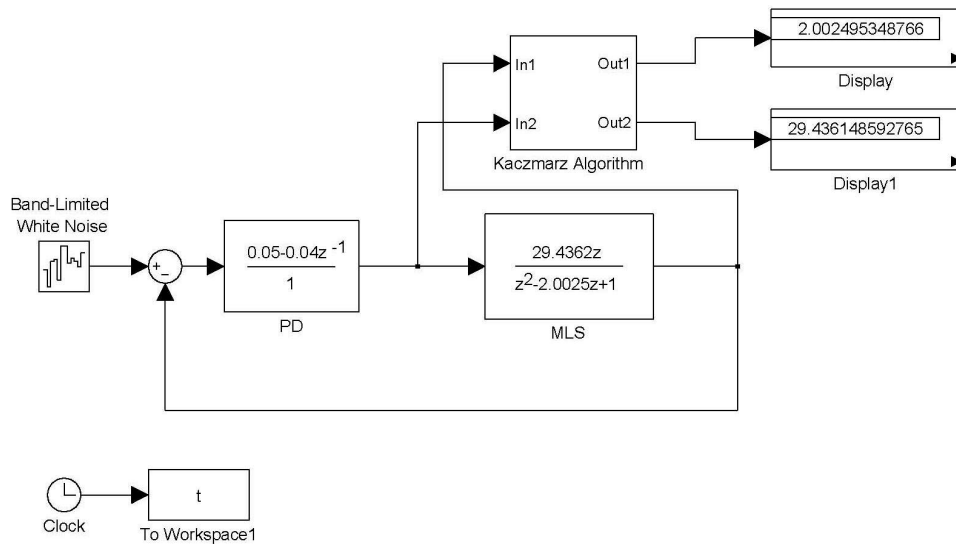 2.002495348766
Display
In1
Out1
In2
Out2
Kaczmarz Algorithm
29.436148592765
Display1
Band-Limited
White Noise
+
−
0.05-0.04z -1
1
PD
29.4362z
z2-2.0025z+1
MLS
t
Clock
To Workspace1